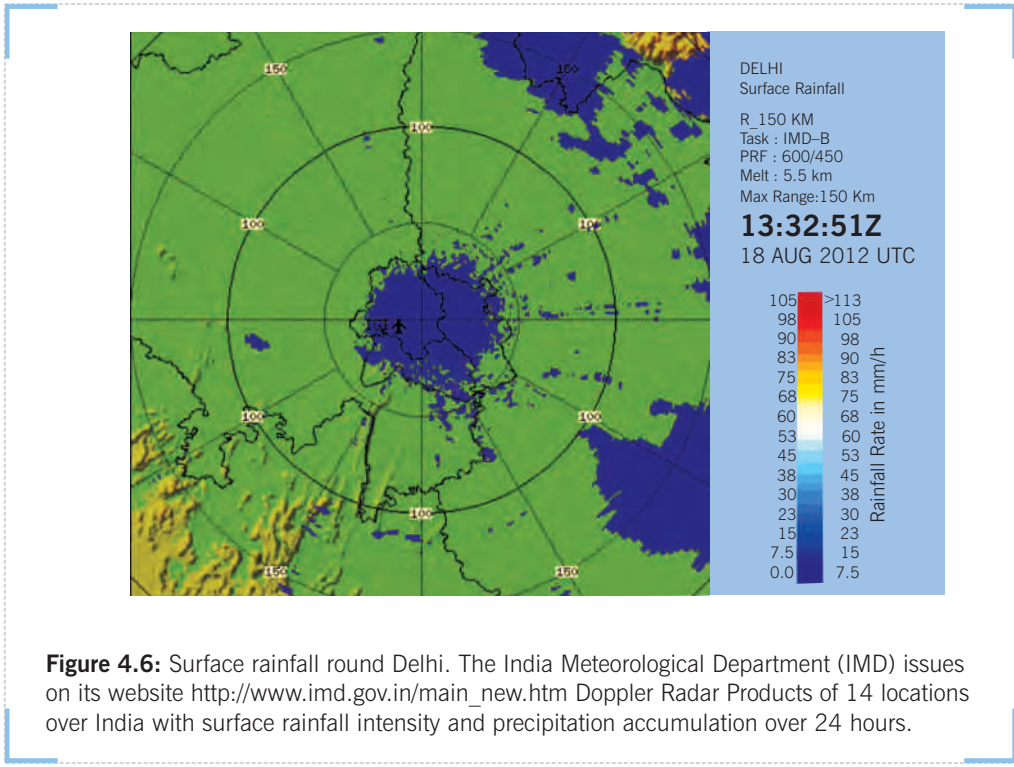 150
150
100
100
100
100
100
150
150
DELHI
Surface Rainfall
R_150 KM
Task : IMD–B
PRF : 600/450
Melt : 5.5 km
Max Range:150 Km
13:32:51Z
18 AUG 2012 UTC
105 >113
98 105
90 98
83 90
75 83
68 75
60 68
53 60
45 53
38 45
30 38
23 30
15 23
7.5 15
0.0 7.5
Rainfall Rate in mm/h
Figure 4.6: Surface rainfall round Delhi. The India Meteorological Department (IMD) issues
on its website http://www.imd.gov.in/main_new.htm Doppler Radar Products of 14 locations
over India with surface rainfall intensity and precipitation accumulation over 24 hours.